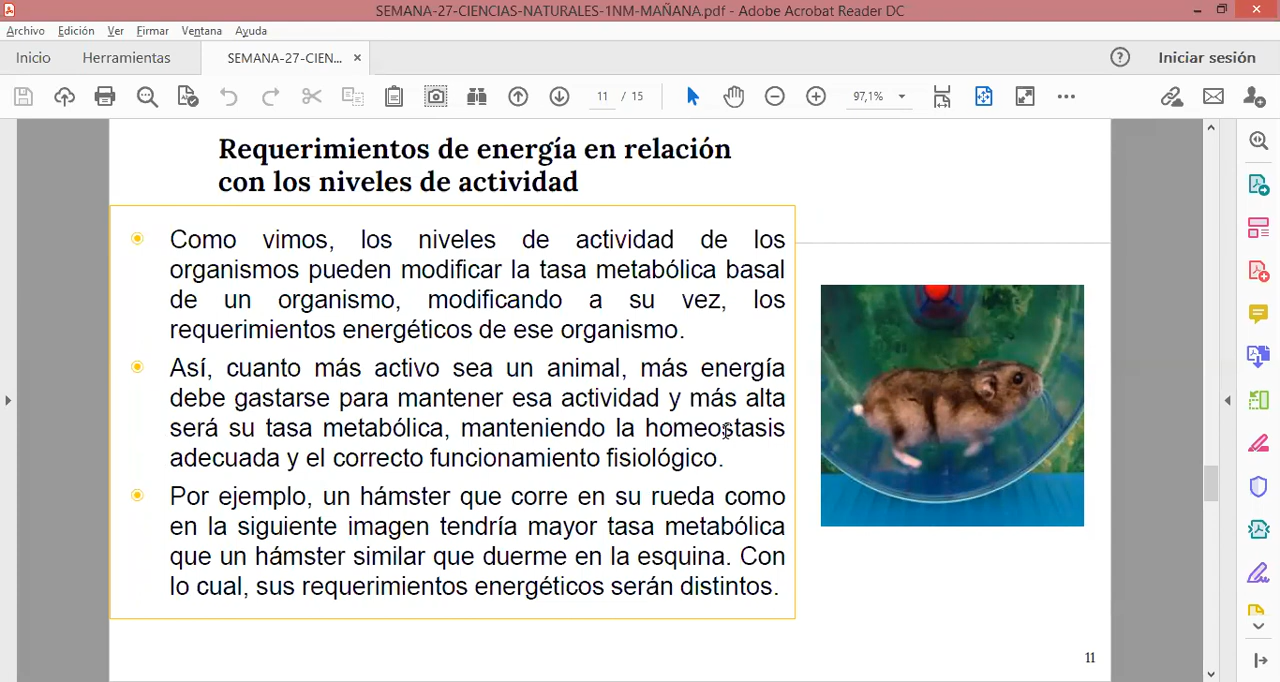 SEMANA-27-CIENCIAS-NATURALES-1NM-MAÑANA.pdf - Adobe Acrobat Reader DC
Archivo Edición Ver Firmar Ventana Ayuda
Inicio Herramientas SEMANA-27-CIEN... × Iniciar sesión
11 / 15 97,1%
Requerimientos de energía en relación
con los niveles de actividad
Como vimos, los niveles de actividad de los
organismos pueden modificar la tasa metabólica basal
de un organismo, modificando a su vez, los
requerimientos energéticos de ese organismo.
Así, cuanto más activo sea un animal, más energía
debe gastarse para mantener esa actividad y más alta
será su tasa metabólica, manteniendo la homeostasis
adecuada y el correcto funcionamiento fisiológico.
Por ejemplo, un hámster que corre en su rueda como
en la siguiente imagen tendría mayor tasa metabólica
que un hámster similar que duerme en la esquina. Con
lo cual, sus requerimientos energéticos serán distintos.
11